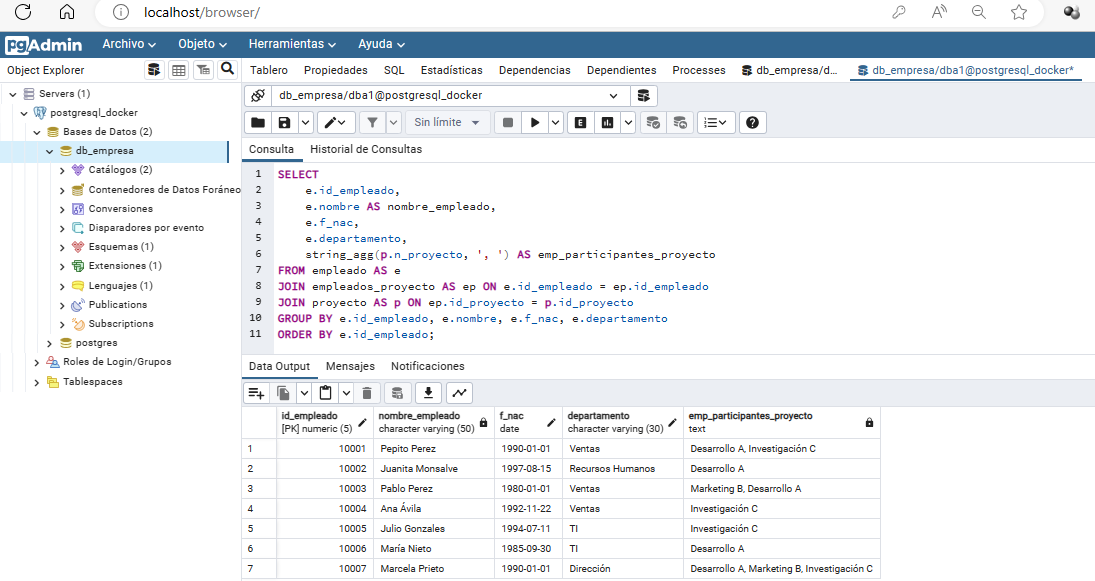 localhost/browser/
pgAdmin Archivo Objeto Herramientas Ayuda
Object Explorer
Tablero Propiedades SQL Estadísticas Dependencias Dependientes Processes db_empresa/d... db_empresa/dba1@postgresql_docker*
Servers (1)
postgresql_docker
Bases de Datos (2)
db_empresa
Catálogos (2)
Contenedores de Datos Foráneo
Conversiones
Disparadores por evento
Esquemas (1)
Extensiones (1)
Lenguajes (1)
Publications
Subscriptions
postgres
Roles de Login/Grupos
Tablespaces
db_empresa/dba1@postgresql_docker
Sin límite
E
Consulta Historial de Consultas
1 SELECT
2 e.id_empleado,
3 e.nombre AS nombre_empleado,
4 e.f_nac,
5 e.departamento,
6 string_agg(p.n_proyecto, ', ') AS emp_participantes_proyecto
7 FROM empleado AS e
8 JOIN empleados_proyecto AS ep ON e.id_empleado = ep.id_empleado
9 JOIN proyecto AS p ON ep.id_proyecto = p.id_proyecto
10 GROUP BY e.id_empleado, e.nombre, e.f_nac, e.departamento
11 ORDER BY e.id_empleado;
Data Output Mensajes Notificaciones
id_empleado nombre_empleado f_nac departamento emp_participantes_proyecto
[PK] numeric (5) character varying (50) date character varying (30) text
1 10001 Pepito Perez 1990-01-01 Ventas Desarrollo A, Investigación C
2 10002 Juanita Monsalve 1997-08-15 Recursos Humanos Desarrollo A
3 10003 Pablo Perez 1980-01-01 Ventas Marketing B, Desarrollo A
4 10004 Ana Ávila 1992-11-22 Ventas Investigación C
5 10005 Julio Gonzales 1994-07-11 TI Investigación C
6 10006 María Nieto 1985-09-30 TI Desarrollo A
7 10007 Marcela Prieto 1990-01-01 Dirección Desarrollo A, Marketing B, Investigación C